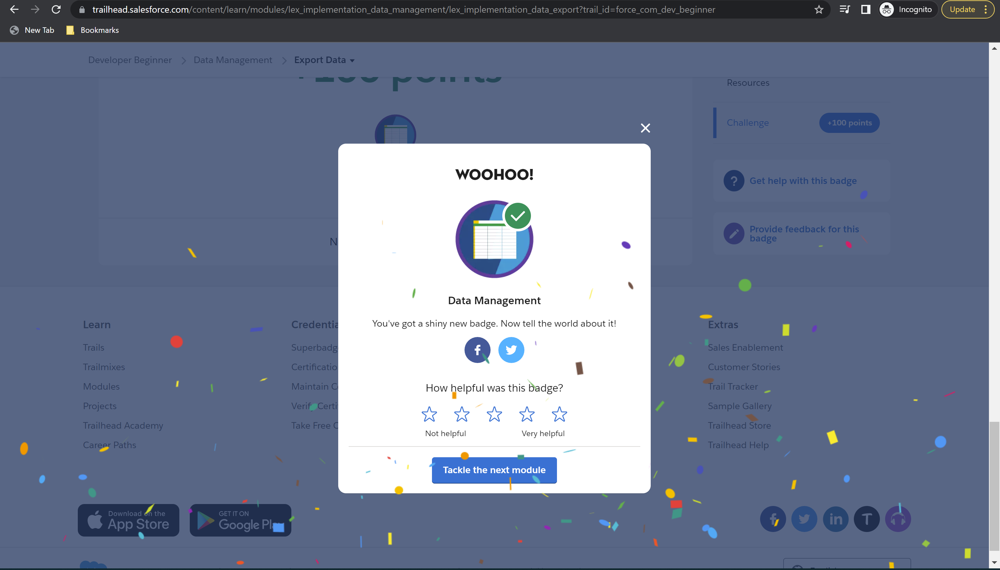 trailhead.salesforce.com/content/learn/modules/lex_implementation_data_management/lex_implementation_data_export?trail_id=force_com_dev_beginner
Incognito
Update
New Tab
Bookmarks
Developer Beginner
Data Management
Export Data
+100 points
Resources
Challenge
+100 points
Get help with this badge
Provide feedback for this
badge
WOOHOO!
Data Management
You've got a shiny new badge. Now tell the world about it!
How helpful was this badge?
Not helpful
Very helpful
Tackle the next module
Learn
Trails
Trailmixes
Modules
Projects
Trailhead Academy
Career Paths
Credentia
Superbadg
Certificatio
Maintain C
Verify Certi
Take Free C
Extras
Sales Enablement
Customer Stories
Trail Tracker
Sample Gallery
Trailhead Store
Trailhead Help
Download on the
App Store
GET IT ON
Google Play